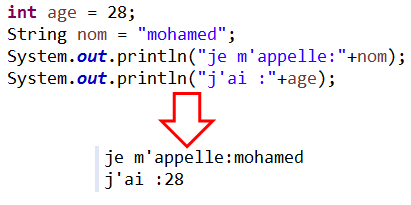 int age = 28;
String nom = "mohamed";
System.out.println("je m'appelle:"+nom);
System.out.println("j'ai :"+age);
je m'appelle:mohamed
j'ai :28